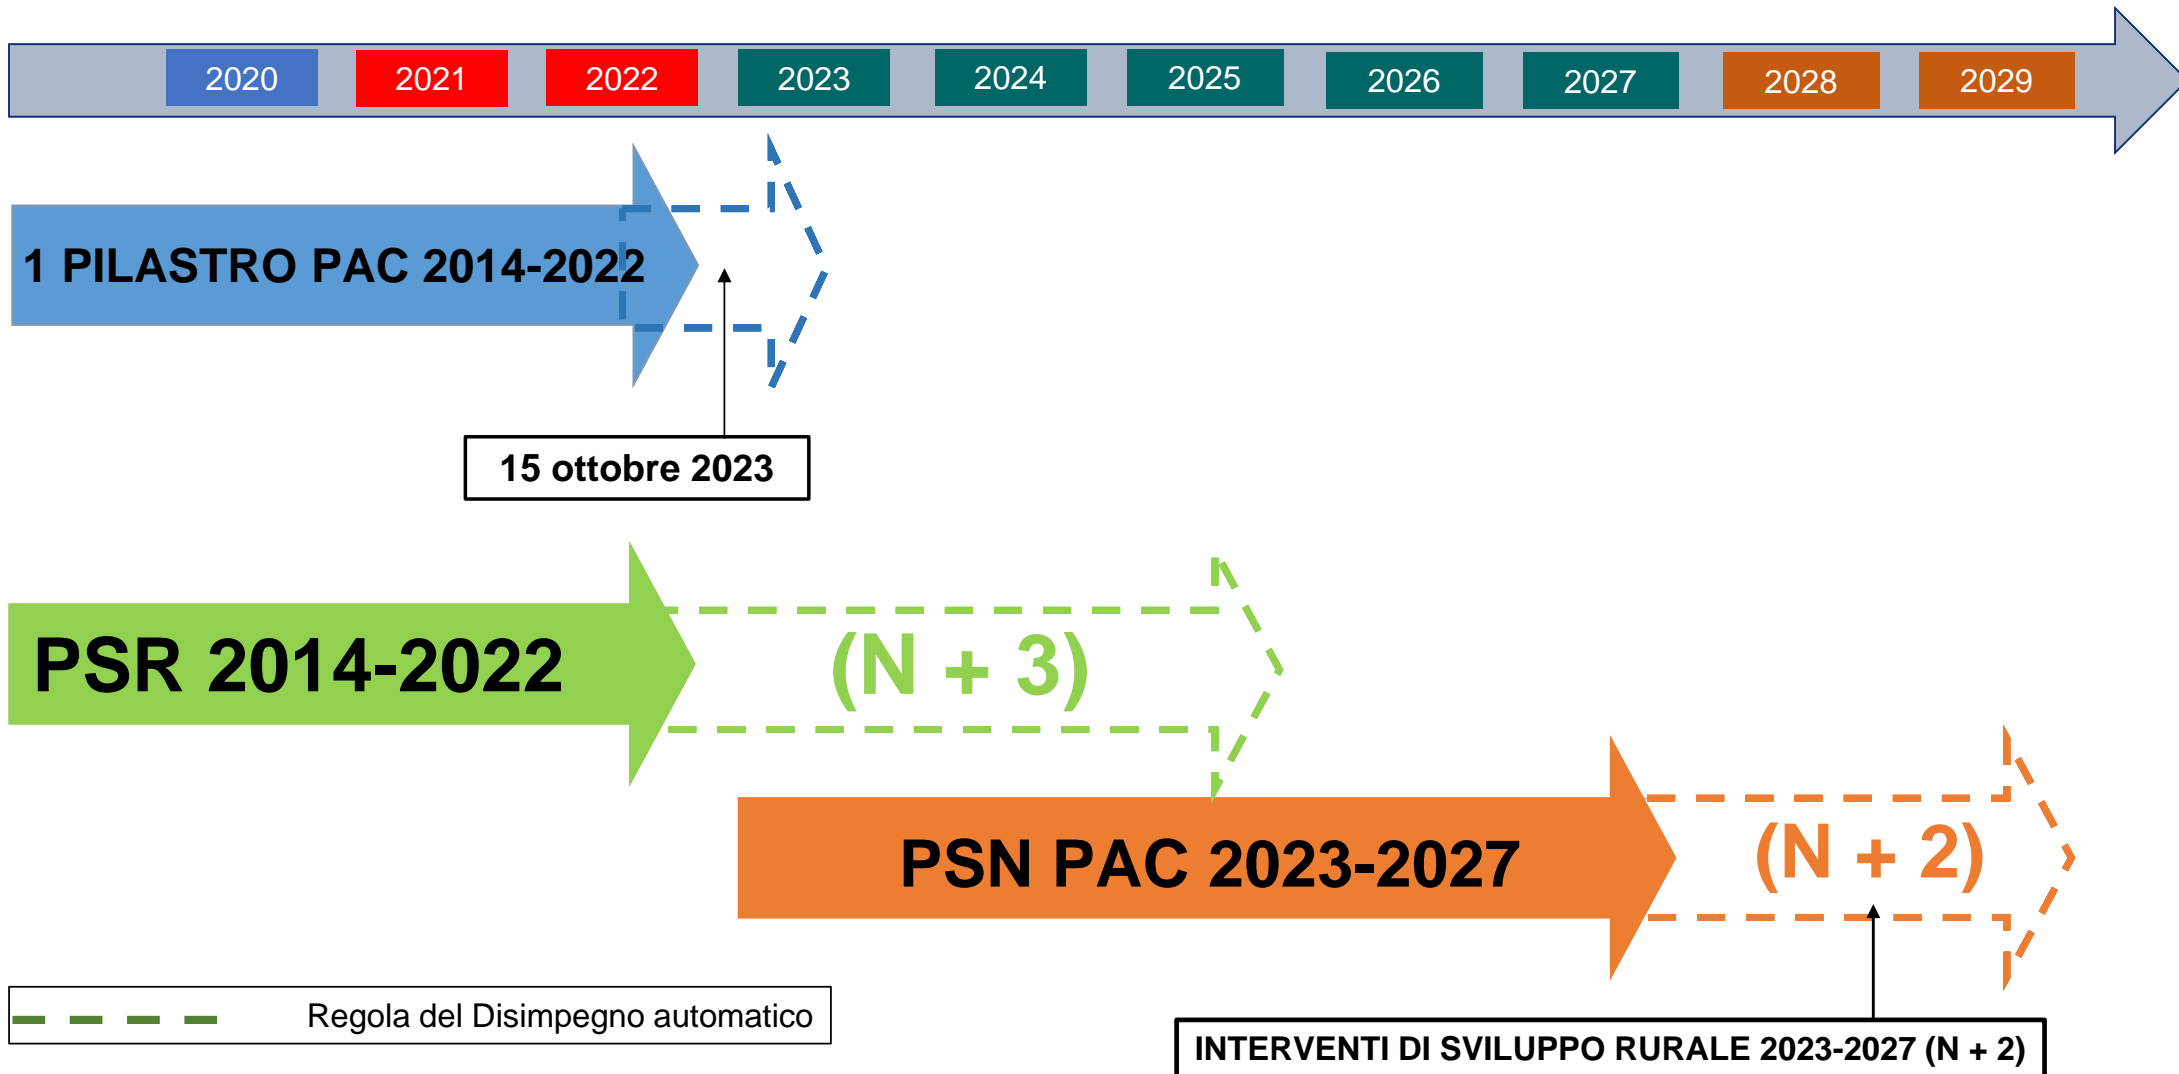 2020 2021 2022 2023 2024 2025 2026 2027 2028 2029
1 PILASTRO PAC 2014-2022
15 ottobre 2023
PSR 2014-2022 (N + 3)
PSN PAC 2023-2027 (N + 2)
Regola del Disimpegno automatico
INTERVENTI DI SVILUPPO RURALE 2023-2027 (N + 2)